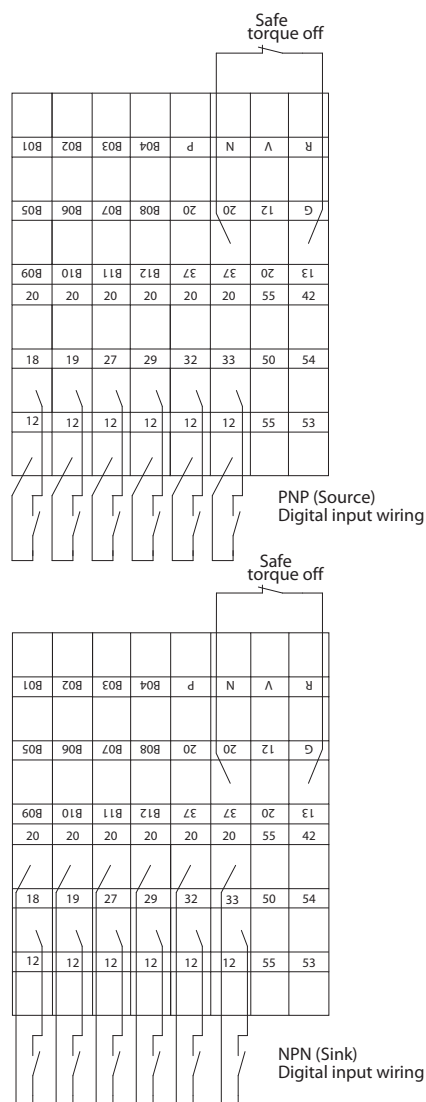 Safe
torque off
B01 B02 B03 B04 P N V R
B05 B06 B07 B08 20 20 12 G
B09 B10 B11 B12 37 37 20 13
20 20 20 20 20 20 55 42
18 19 27 29 32 33 50 54
12 12 12 12 12 12 55 53
PNP (Source)
Digital input wiring
Safe
torque off
B01 B02 B03 B04 P N V R
B05 B06 B07 B08 20 20 12 G
B09 B10 B11 B12 37 37 20 13
20 20 20 20 20 20 55 42
18 19 27 29 32 33 50 54
12 12 12 12 12 12 55 53
NPN (Sink)
Digital input wiring